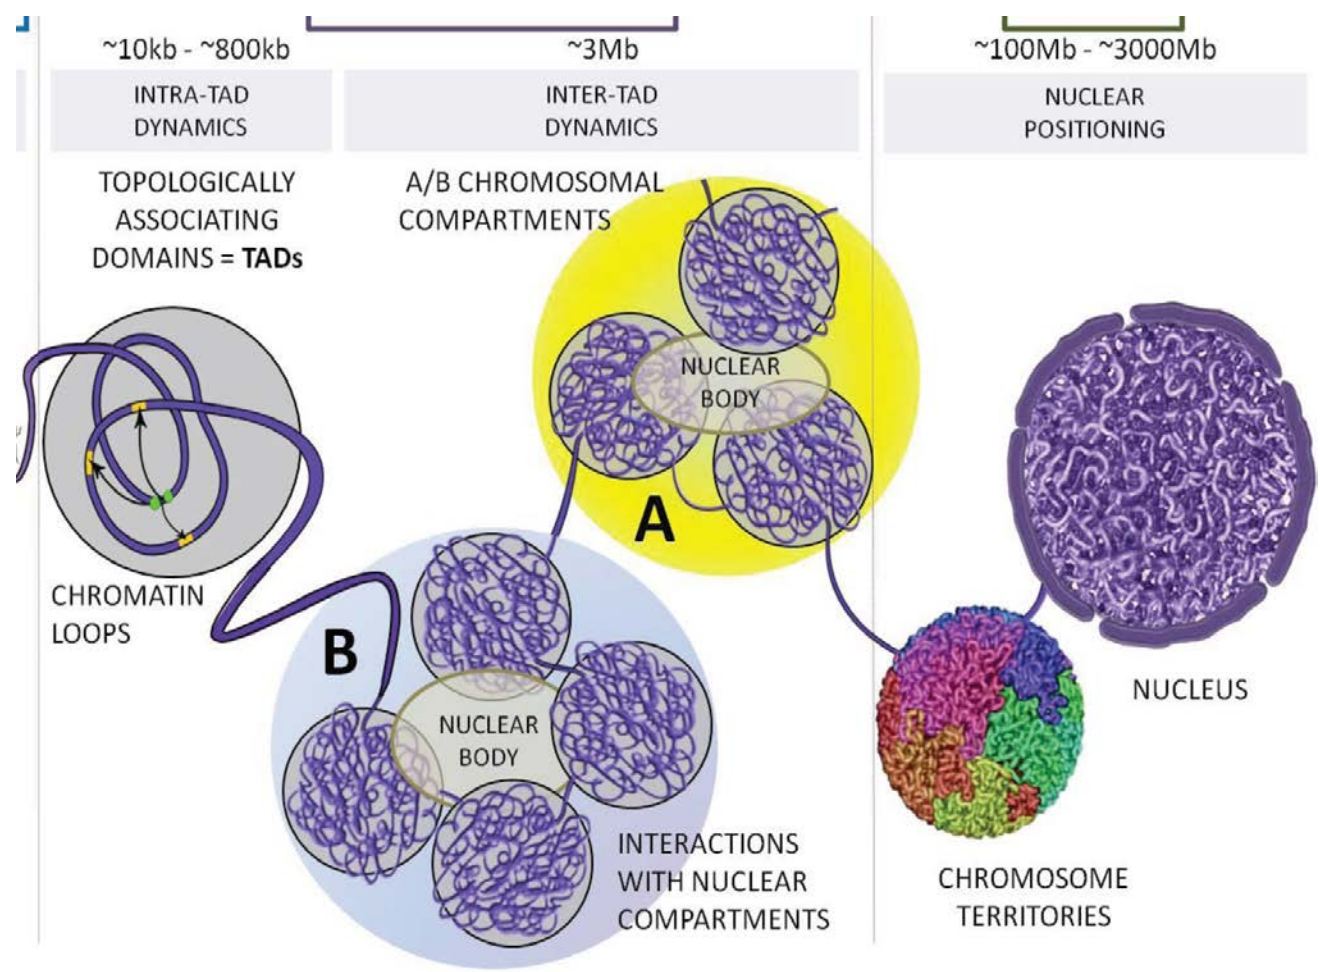 ~10kb - ~800kb
INTRA-TAD
DYNAMICS
TOPOLOGICALLY
ASSOCIATING
DOMAINS = TADs
CHROMATIN
LOOPS
~3Mb
INTER-TAD
DYNAMICS
A/B CHROMOSOMAL
COMPARTMENTS
NUCLEAR
BODY
A
B
NUCLEAR
BODY
INTERACTIONS
WITH NUCLEAR
COMPARTMENTS
~100Mb - ~3000Mb
NUCLEAR
POSITIONING
NUCLEUS
CHROMOSOME
TERRITORIES